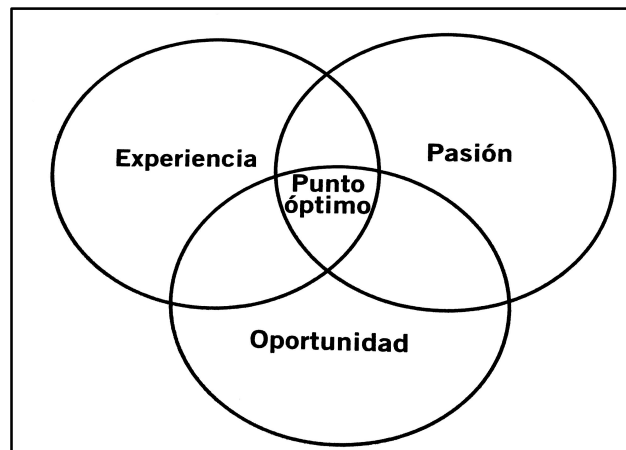 Experiencia
Pasión
Punto
óptimo
Oportunidad